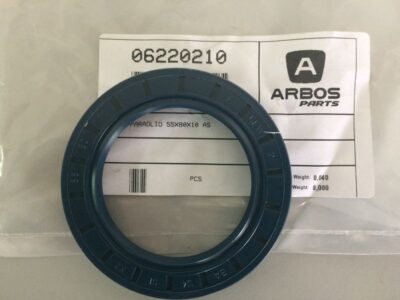 06220210
A
ARBOS
PARTS
PARAOLIO 55X80X10 AS
PCS
Weight: 0,040
Weight: 0,000